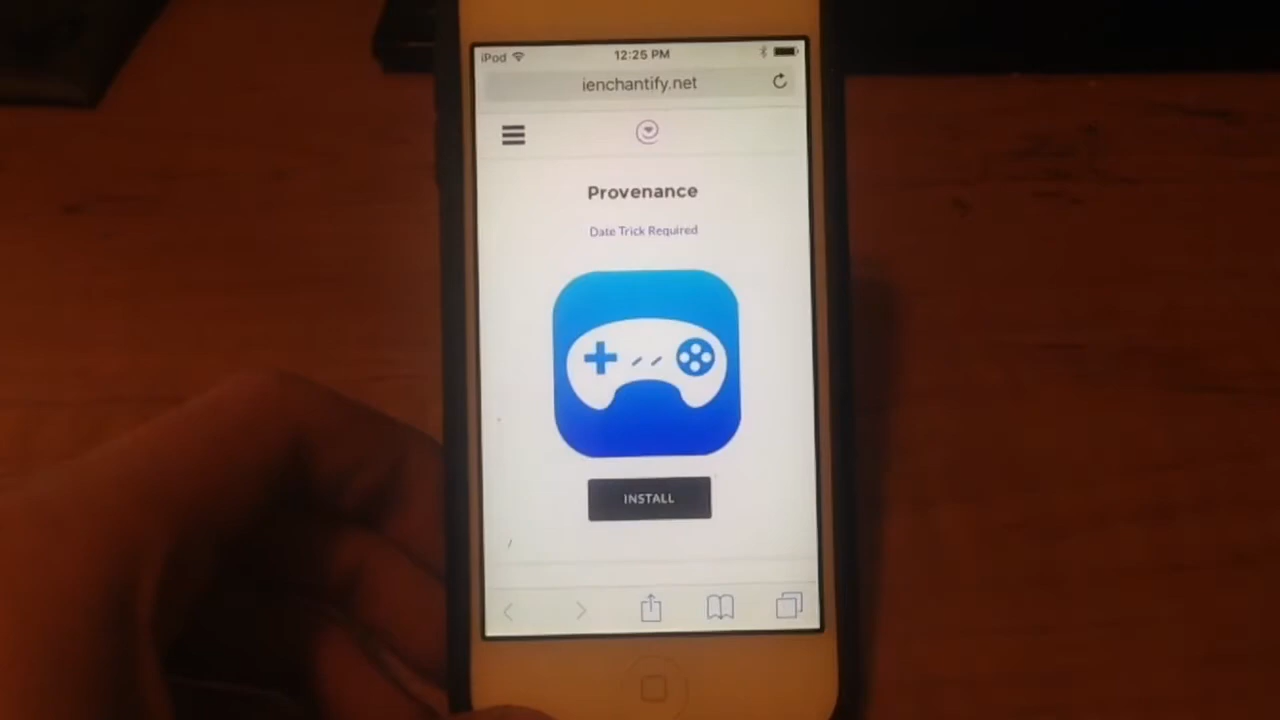 iPod 12:25 PM
ienchantify.net
Provenance
Date Trick Required
INSTALL